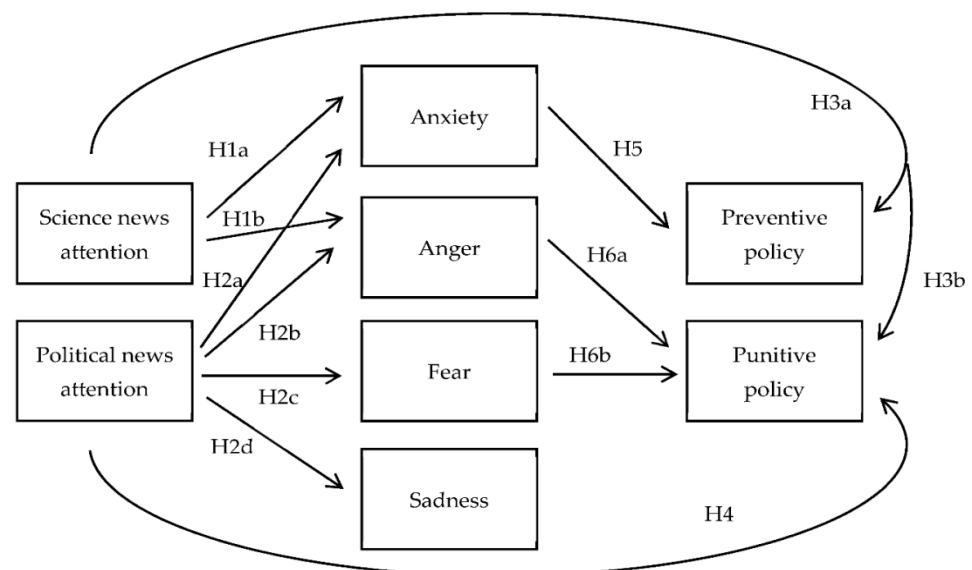 H3a
Anxiety
H1a
H5
Science news
attention
H1b
Anger
Preventive
policy
H2a
H6a
H3b
H2b
Political news
attention
H2c
Fear
H6b
Punitive
policy
H2d
Sadness
H4